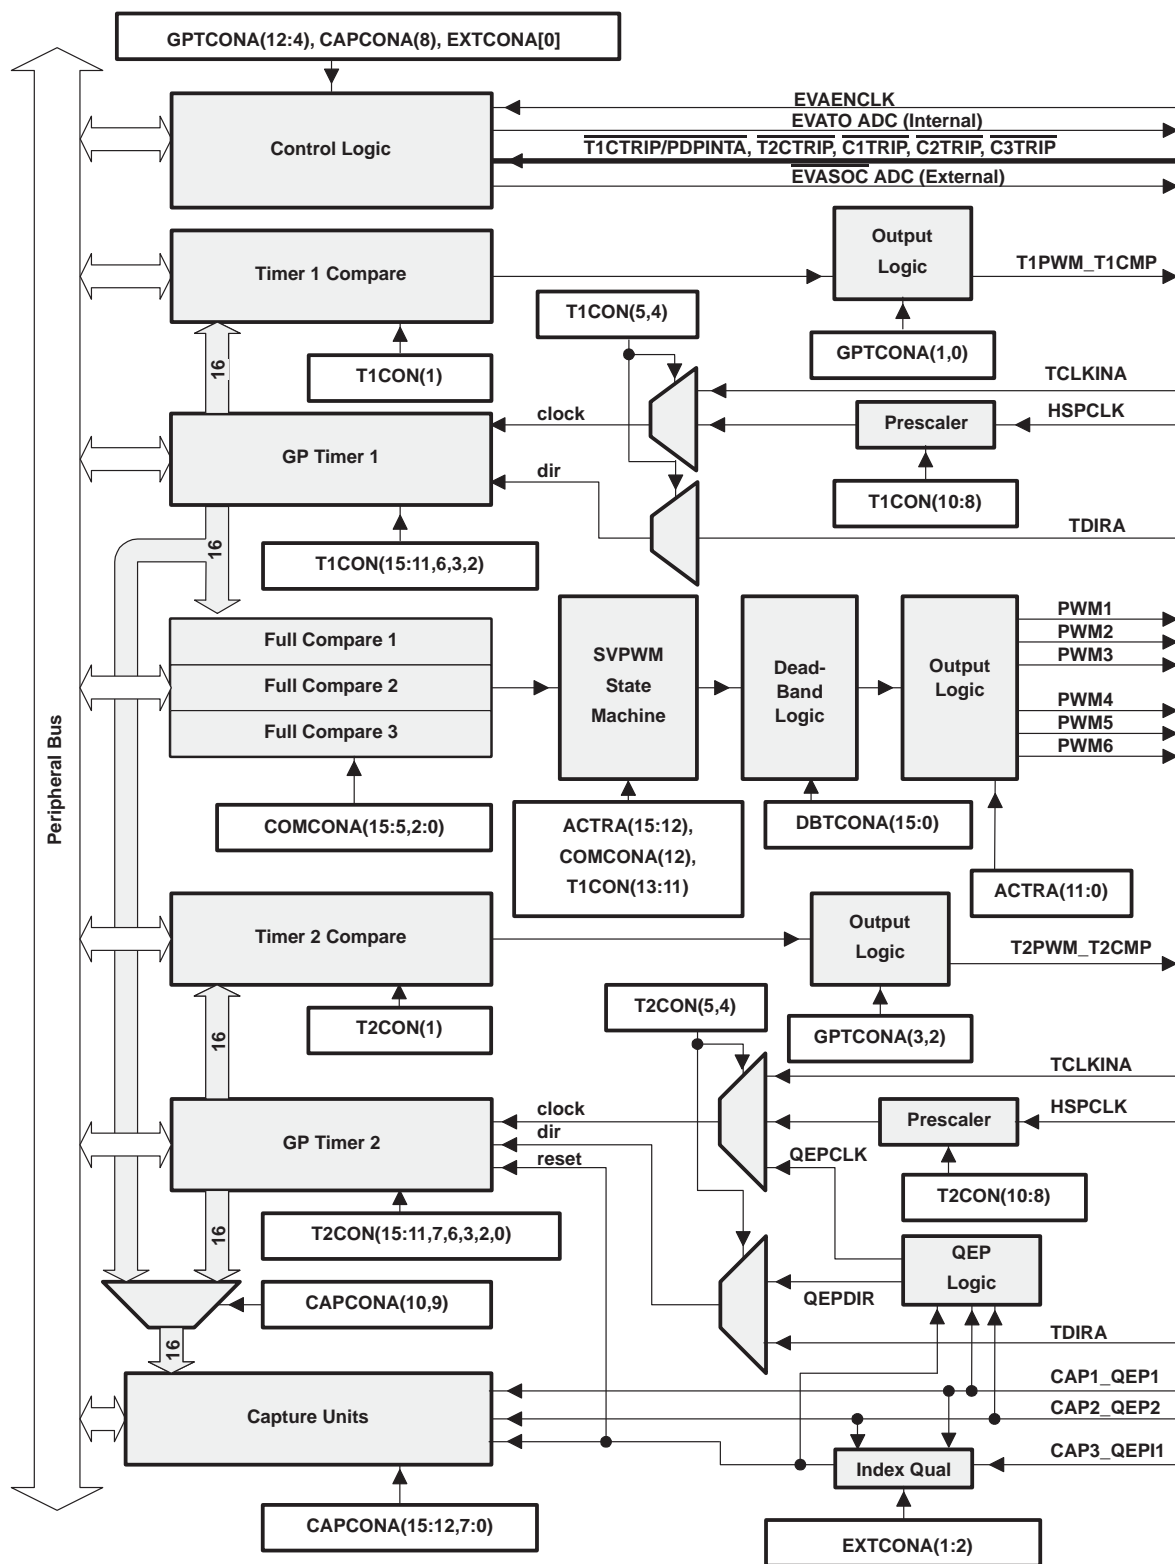 GPTCONA(12:4), CAPCONA(8), EXTCONA[0]
EVAENCLK
EVATO ADC (Internal)
Control Logic
T1CTRIP/PDPINTA, T2CTRIP, C1TRIP, C2TRIP, C3TRIP
EVASOC ADC (External)
Output
Logic
Timer 1 Compare
T1PWM_T1CMP
T1CON(5,4)
GPTCONA(1,0)
16
T1CON(1)
TCLKINA
clock
Prescaler
HSPCLK
GP Timer 1
dir
T1CON(10:8)
TDIRA
16
T1CON(15:11,6,3,2)
PWM1
PWM2
PWM3
PWM4
PWM5
PWM6
Full Compare 1
Full Compare 2
Full Compare 3
SVPWM
State
Machine
Dead-
Band
Logic
Output
Logic
Peripheral Bus
COMCONA(15:5,2:0)
ACTRA(15:12),
COMCONA(12),
T1CON(13:11)
DBTCONA(15:0)
ACTRA(11:0)
Timer 2 Compare
Output
Logic
T2PWM_T2CMP
T2CON(5,4)
T2CON(1)
GPTCONA(3,2)
16
TCLKINA
clock
Prescaler
HSPCLK
GP Timer 2
dir
reset
QEPCLK
T2CON(10:8)
16
T2CON(15:11,7,6,3,2,0)
QEP
Logic
CAPCONA(10,9)
QEPDIR
TDIRA
16
CAP1_QEP1
Capture Units
CAP2_QEP2
CAP3_QEPI1
Index Qual
CAPCONA(15:12,7:0)
EXTCONA(1:2)